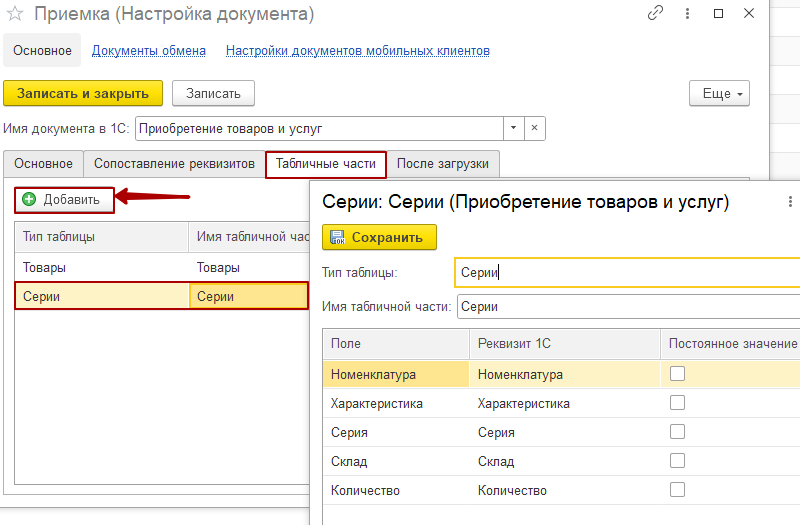 Приемка (Настройка документа)
Основное Документы обмена Настройки документов мобильных клиентов
Записать и закрыть Записать Еще
Имя документа в 1С: Приобретение товаров и услуг
Основное Сопоставление реквизитов Табличные части После загрузки
Добавить
Тип таблицы Имя табличной час
Товары Товары
Серии Серии
Серии: Серии (Приобретение товаров и услуг)
Сохранить
Тип таблицы: Серии
Имя табличной части: Серии
Поле Реквизит 1С Постоянное значение
Номенклатура Номенклатура
Характеристика Характеристика
Серия Серия
Склад Склад
Количество Количество